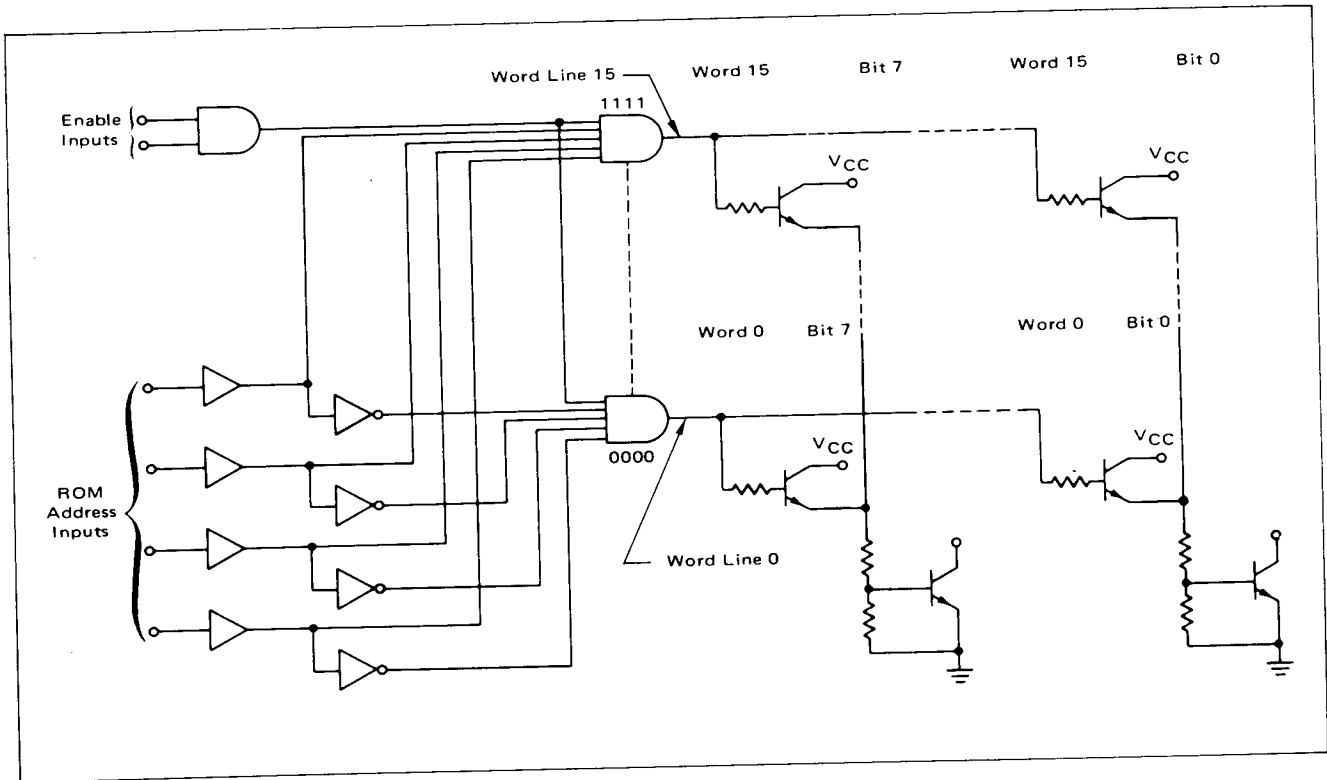 Word Line 15
Word 15
Bit 7
Word 15
Bit 0
Enable
Inputs
1111
VCC
VCC
Word 0
Bit 7
Word 0
Bit 0
0000
VCC
VCC
ROM
Address
Inputs
Word Line 0